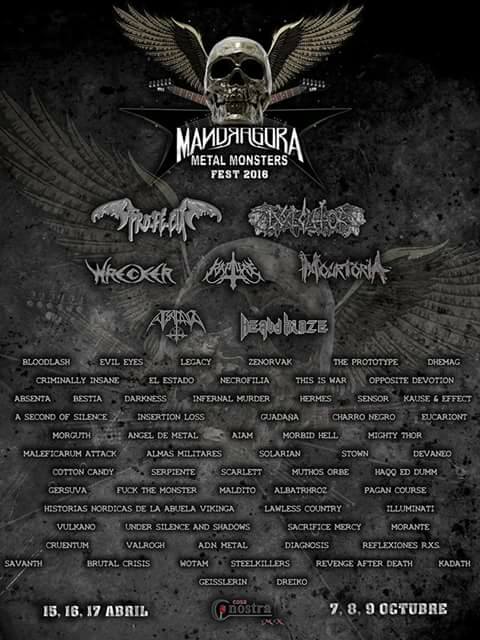 MANDRAGORA
METAL MONSTERS
FEST 2016
WRECKER
BLOODLASH EVIL EYES LEGACY ZENORVAK THE PROTOTYPE DHEMAG
CRIMINALLY INSANE EL ESTADO NECROFILIA THIS IS WAR OPPOSITE DEVOTION
ABSENTA BESTIA DARKNESS INFERNAL MURDER HERMES SENSOR KAUSE & EFFECT
A SECOND OF SILENCE INSERTION LOSS GUADAÑA CHARRO NEGRO EUCARIONT
MORGUTH ANGEL DE METAL AIAM MORBID HELL MIGHTY THOR
MALEFICARUM ATTACK ALMAS MILITARES SOLARIAN STOWN DEVANEO
COTTON CANDY SERPIENTE SCARLETT MUTHOS ORBE HAQQ ED DUMM
GERSUVA FUCK THE MONSTER MALDITO ALBATRHROZ PAGAN COURSE
HISTORIAS NORDICAS DE LA ABUELA VIKINGA LAWLESS COUNTRY ILLUMINATI
VULKANO UNDER SILENCE AND SHADOWS SACRIFICE MERCY MORANTE
CRUENTUM VALROGH A.D.N. METAL DIAGNOSIS REFLEXIONES R.X.S.
SAVANTH BRUTAL CRISIS WOTAM STEELKILLERS REVENGE AFTER DEATH KADATH
GEISSLERIN DREIKO
15, 16, 17 ABRIL cosa nostra MX 7, 8, 9 OCTUBRE